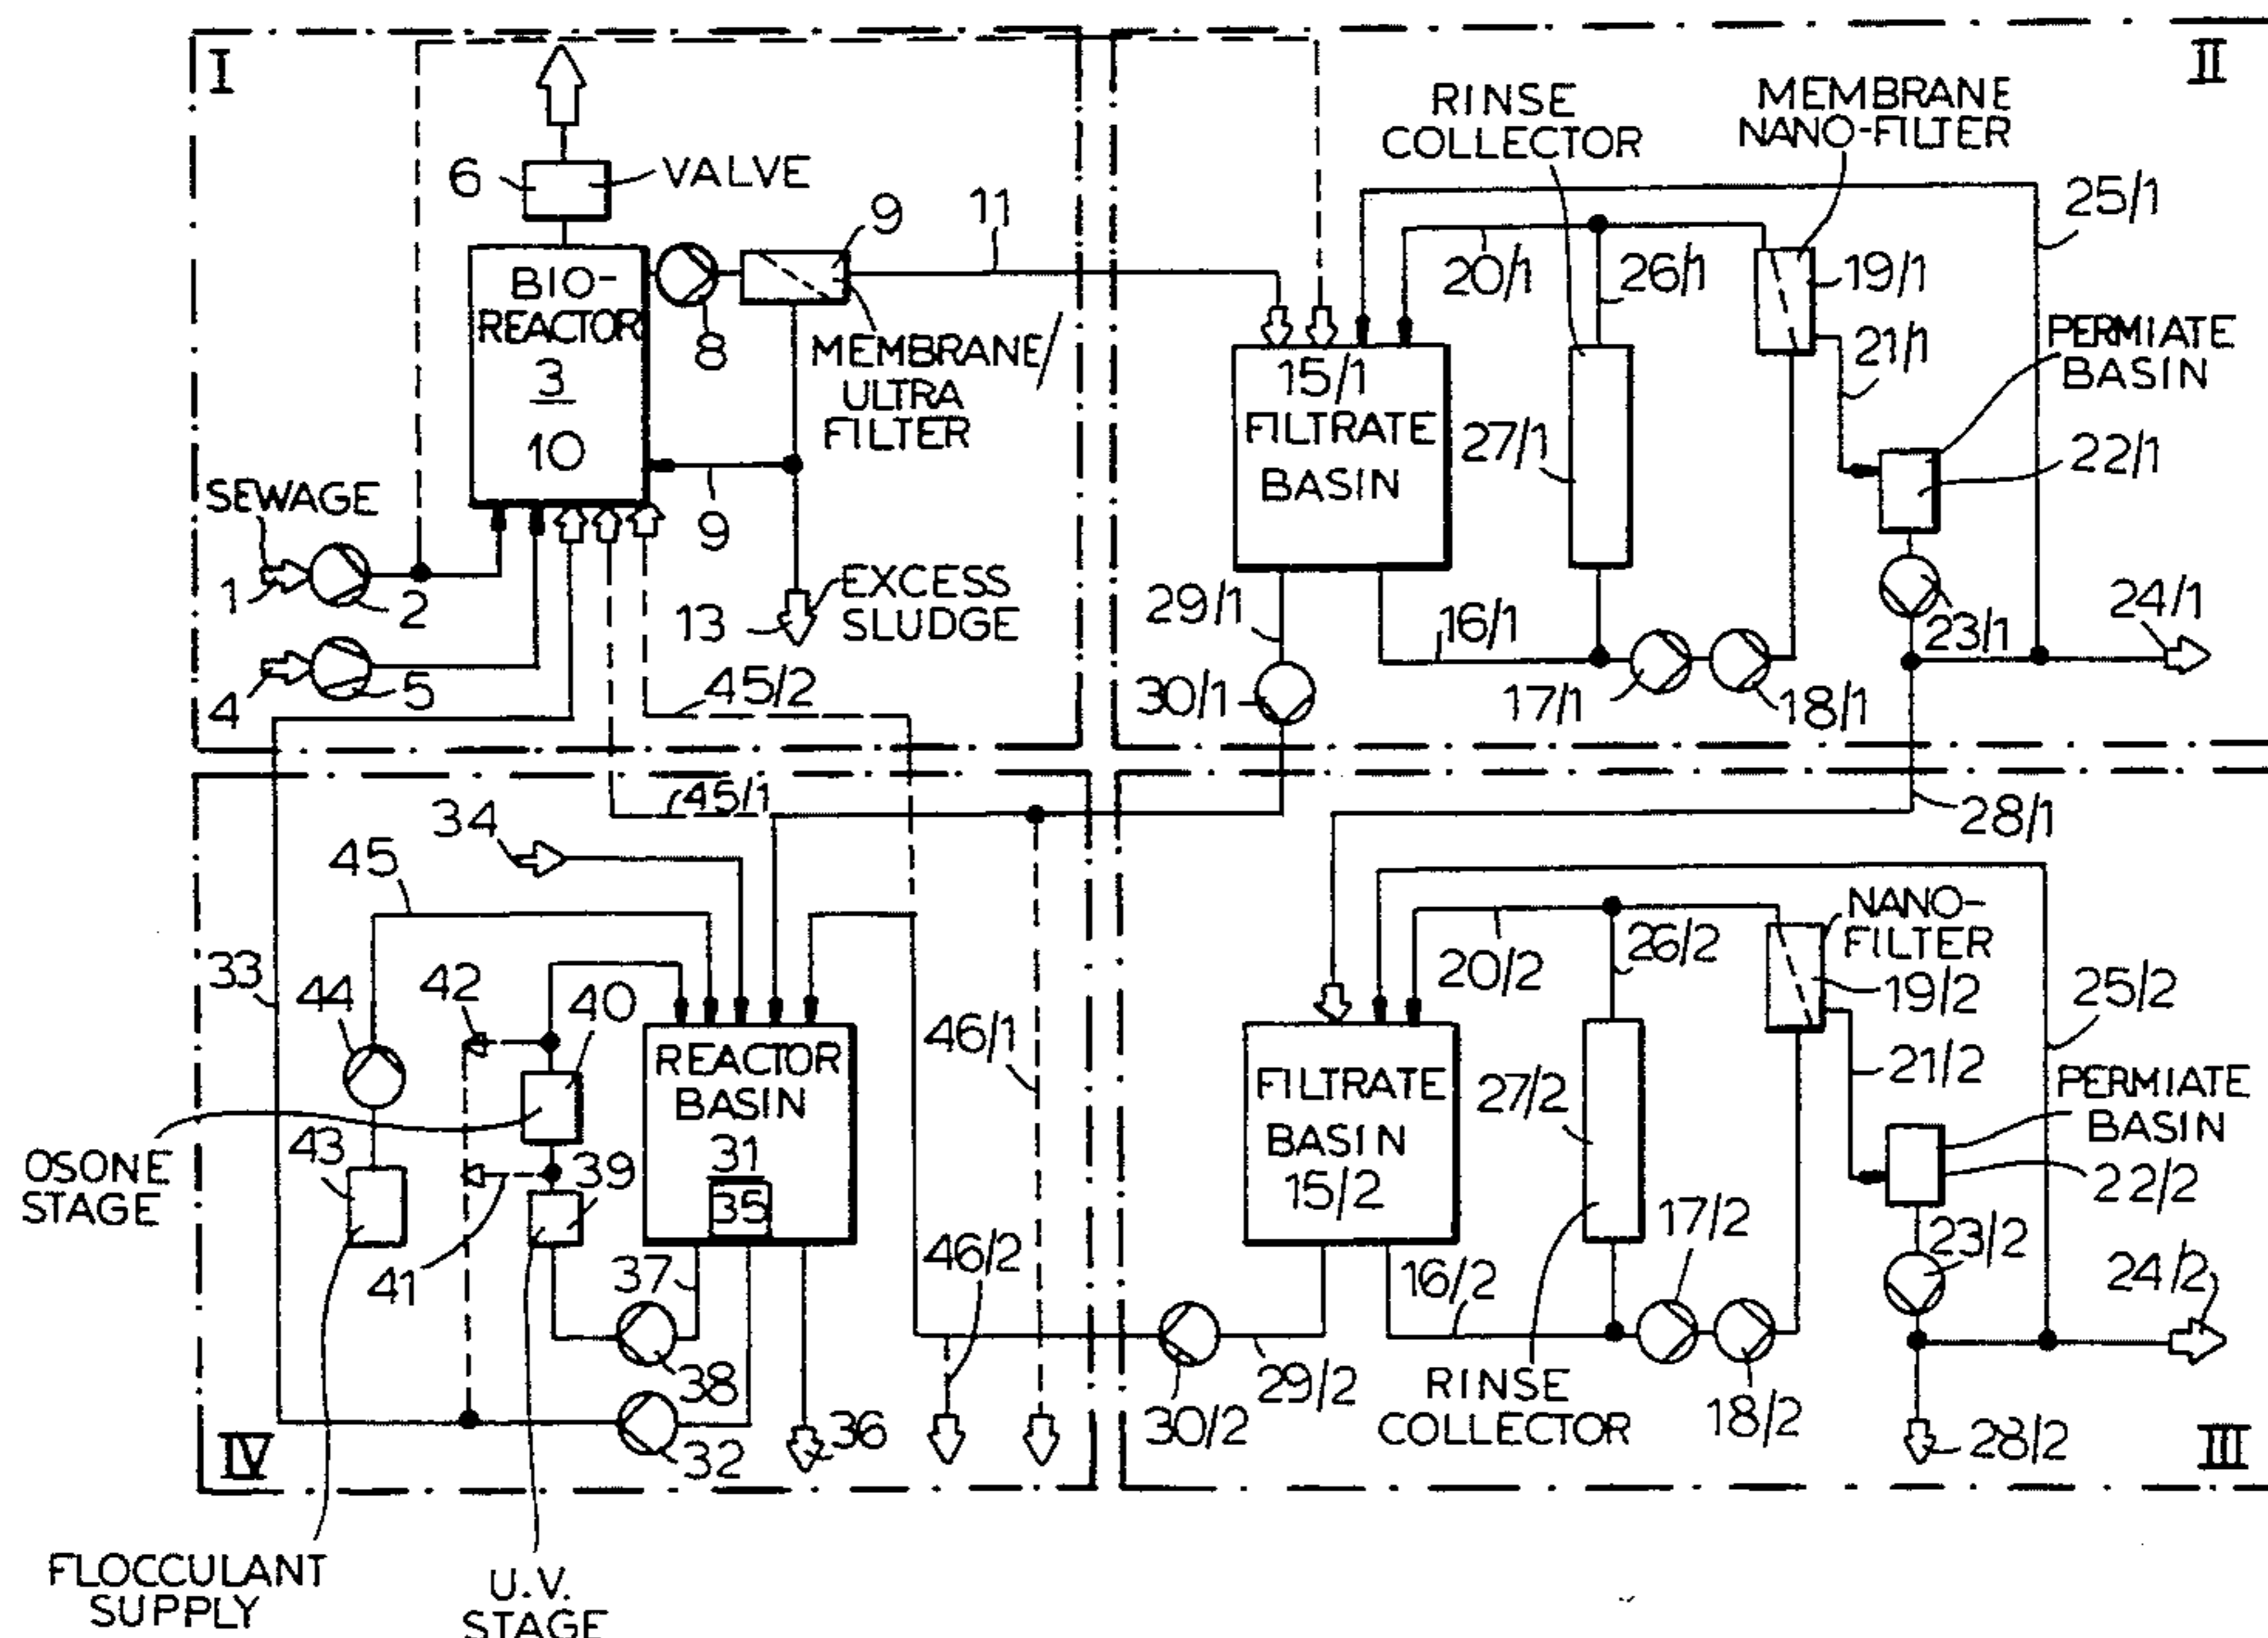 I
II
RINSE
COLLECTOR
MEMBRANE
NANO-FILTER
6
VALVE
9
11
25/1
BIO-
REACTOR
3
10
8
MEMBRANE/
ULTRA
FILTER
20/1
26/1
19/1
21/1
PERMIATE
BASIN
15/1
FILTRATE
BASIN
27/1
22/1
SEWAGE
1
2
9
EXCESS
SLUDGE
13
29/1
16/1
23/1
24/1
4
5
45/2
30/1
17/1
18/1
34
45/1
28/1
45
33
44
42
40
20/2
26/2
NANO-
FILTER
19/2
25/2
REACTOR
BASIN
31
35
46/1
FILTRATE
BASIN
15/2
27/2
21/2
PERMIATE
BASIN
22/2
OSONE
STAGE
43
39
41
37
46/2
16/2
17/2
23/2
24/2
38
32
36
30/2
29/2
RINSE
COLLECTOR
18/2
28/2
IV
III
FLOCCULANT
SUPPLY
U.V.
STAGE